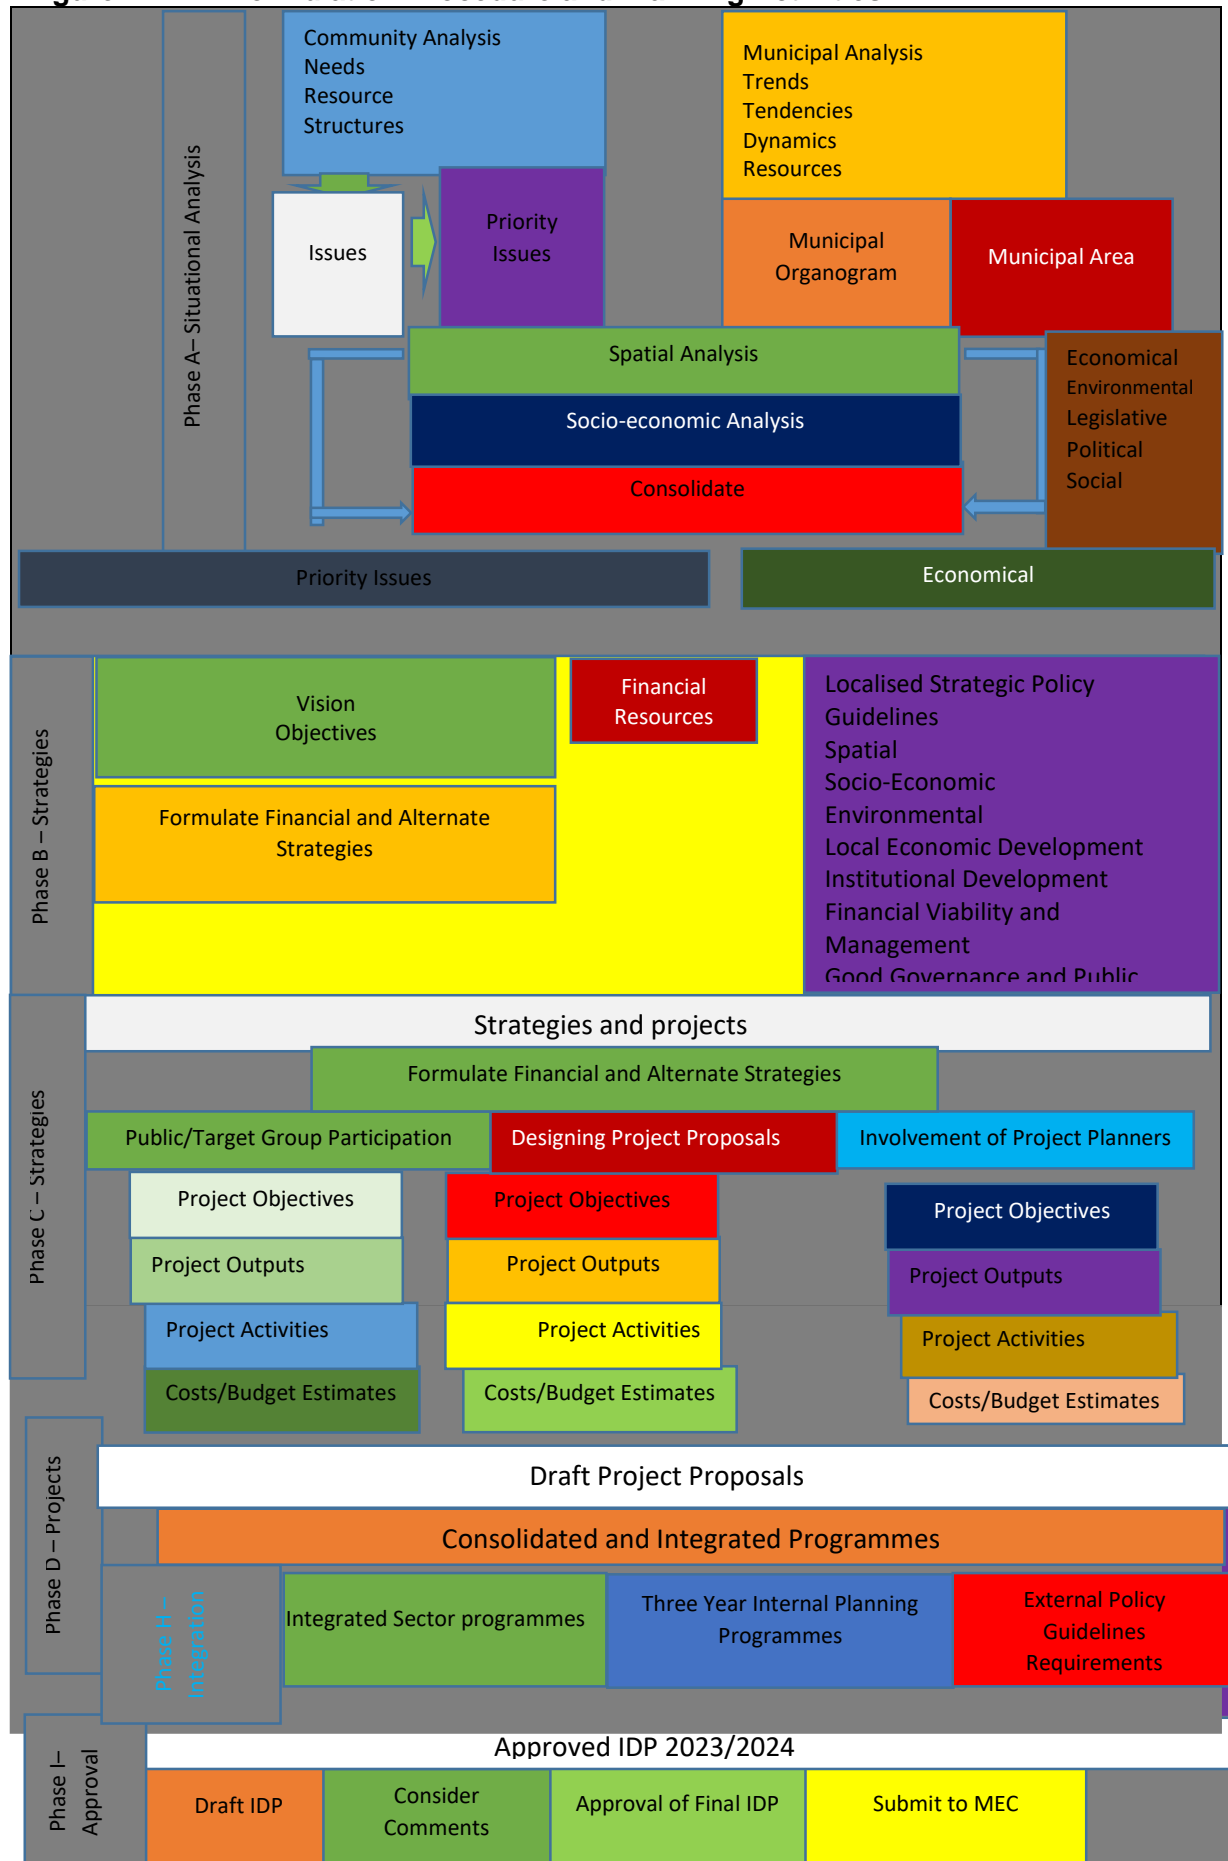 Phase A– Situational Analysis
Community Analysis
Needs
Resource
Structures
Municipal Analysis
Trends
Tendencies
Dynamics
Resources
Issues
Priority
Issues
Municipal
Organogram
Municipal Area
Spatial Analysis
Socio-economic Analysis
Consolidate
Economical
Environmental
Legislative
Political
Social
Priority Issues
Economical
Phase B – Strategies
Vision
Objectives
Financial
Resources
Formulate Financial and Alternate
Strategies
Localised Strategic Policy
Guidelines
Spatial
Socio-Economic
Environmental
Local Economic Development
Institutional Development
Financial Viability and
Management
Good Governance and Public
Phase C – Strategies
Strategies and projects
Formulate Financial and Alternate Strategies
Public/Target Group Participation
Designing Project Proposals
Involvement of Project Planners
Project Objectives
Project Outputs
Project Activities
Costs/Budget Estimates
Project Objectives
Project Outputs
Project Activities
Costs/Budget Estimates
Project Objectives
Project Outputs
Project Activities
Costs/Budget Estimates
Phase D – Projects
Draft Project Proposals
Consolidated and Integrated Programmes
Phase H –
Integration
Integrated Sector programmes
Three Year Internal Planning
Programmes
External Policy
Guidelines
Requirements
Phase I–
Approval
Approved IDP 2023/2024
Draft IDP
Consider
Comments
Approval of Final IDP
Submit to MEC